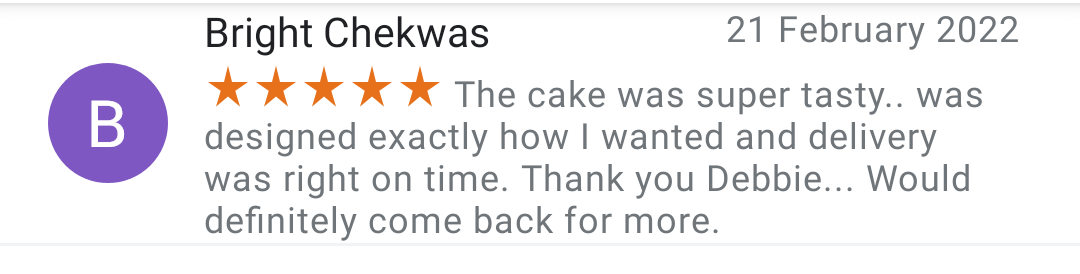 Bright Chekwas 21 February 2022
B ★★★★★ The cake was super tasty.. was
designed exactly how I wanted and delivery
was right on time. Thank you Debbie... Would
definitely come back for more.